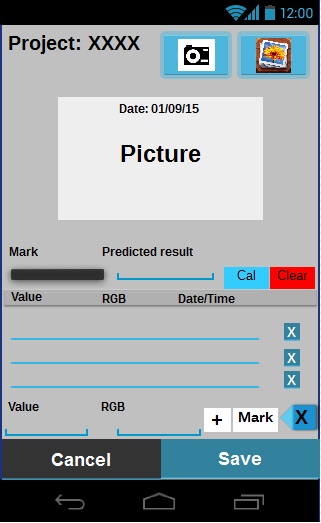 12:00
Project: XXXX
Date: 01/09/15
Picture
Mark Predicted result
Cal Clear
Value RGB Date/Time
X
X
X
Value RGB
+ Mark X
Cancel Save